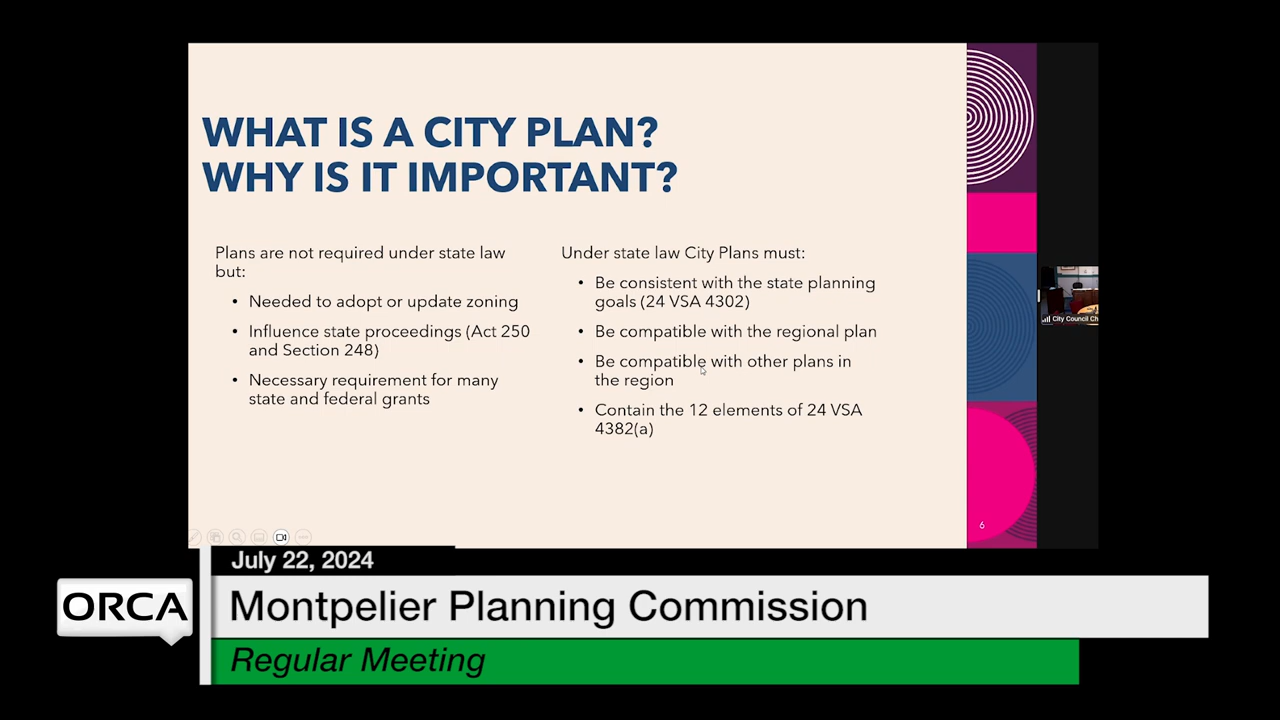 WHAT IS A CITY PLAN?
WHY IS IT IMPORTANT?
Plans are not required under state law
but:
• Needed to adopt or update zoning
• Influence state proceedings (Act 250
and Section 248)
• Necessary requirement for many
state and federal grants
Under state law City Plans must:
• Be consistent with the state planning
goals (24 VSA 4302)
• Be compatible with the regional plan
• Be compatible with other plans in
the region
• Contain the 12 elements of 24 VSA
4382(a)
6
City Council Ch
July 22, 2024
ORCA
Montpelier Planning Commission
Regular Meeting